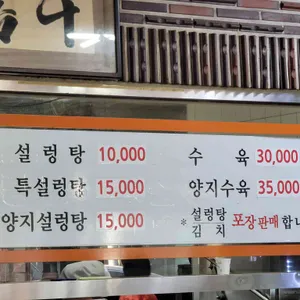 설렁탕 10,000
특설렁탕 15,000
양지설렁탕 15,000
수육 30,000
양지수육 35,000
*설렁탕 김치 포장판매합니